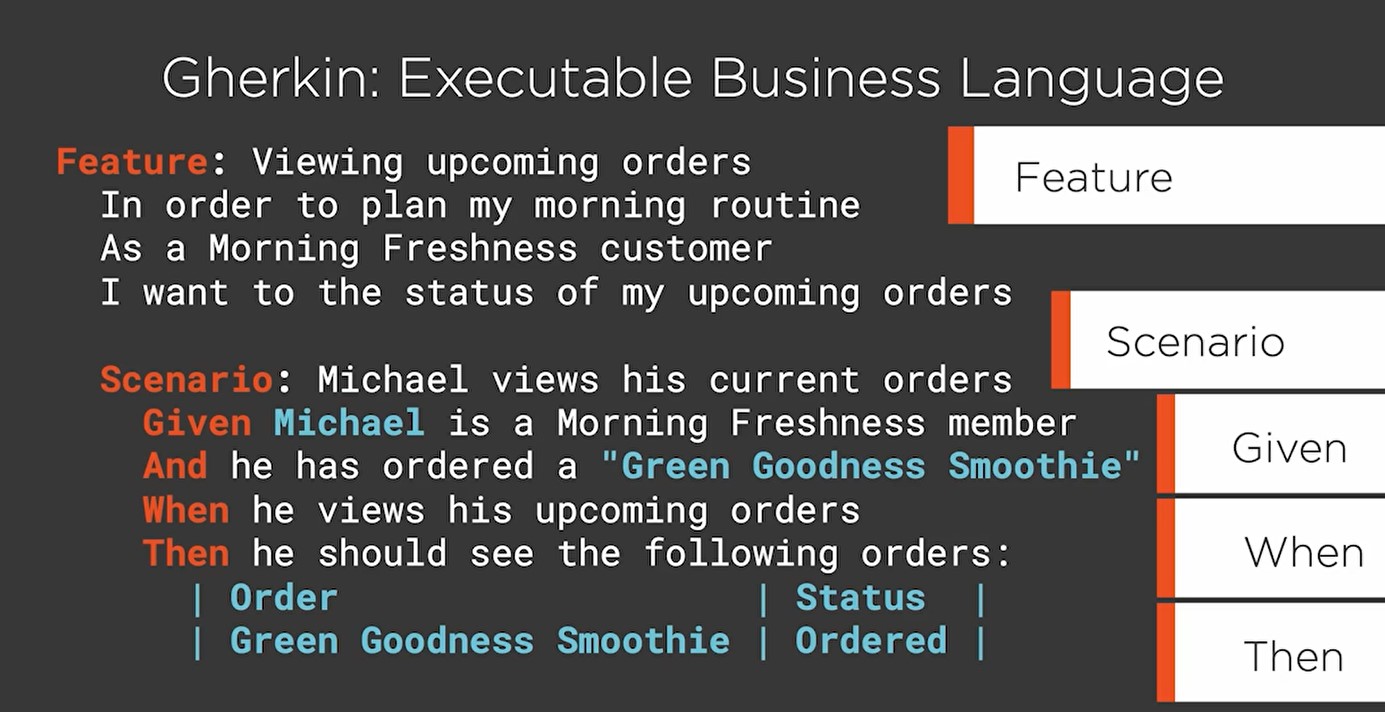 Gherkin: Executable Business Language
Feature: Viewing upcoming orders
In order to plan my morning routine
As a Morning Freshness customer
I want to the status of my upcoming orders
Scenario: Michael views his current orders
Given Michael is a Morning Freshness member
And he has ordered a "Green Goodness Smoothie"
When he views his upcoming orders
Then he should see the following orders:
| Order | Status |
| Green Goodness Smoothie | Ordered |
Feature
Scenario
Given
When
Then